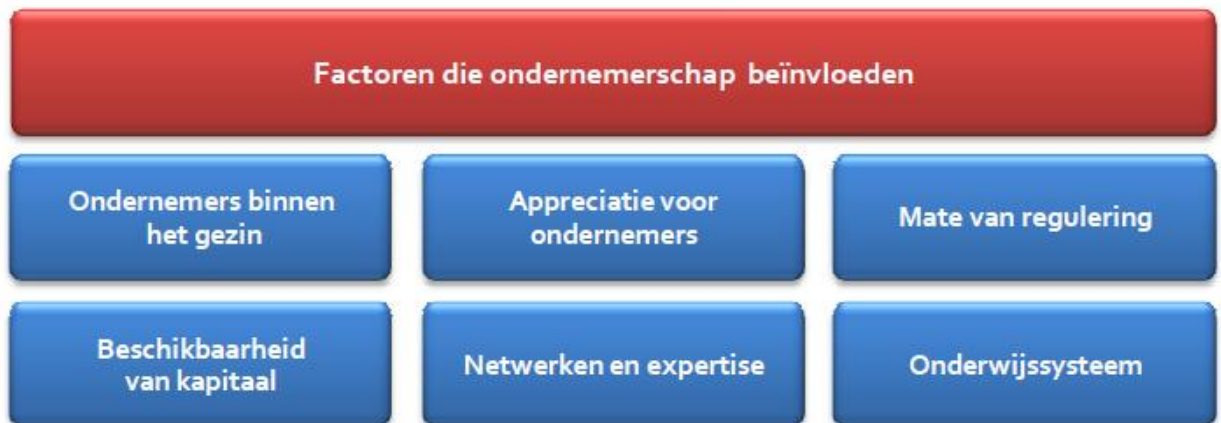 Factoren die ondernemerschap beïnvloeden
Ondernemers binnen
het gezin
Appreciatie voor
ondernemers
Mate van regulering
Beschikbaarheid
van kapitaal
Netwerken en expertise
Onderwijssysteem